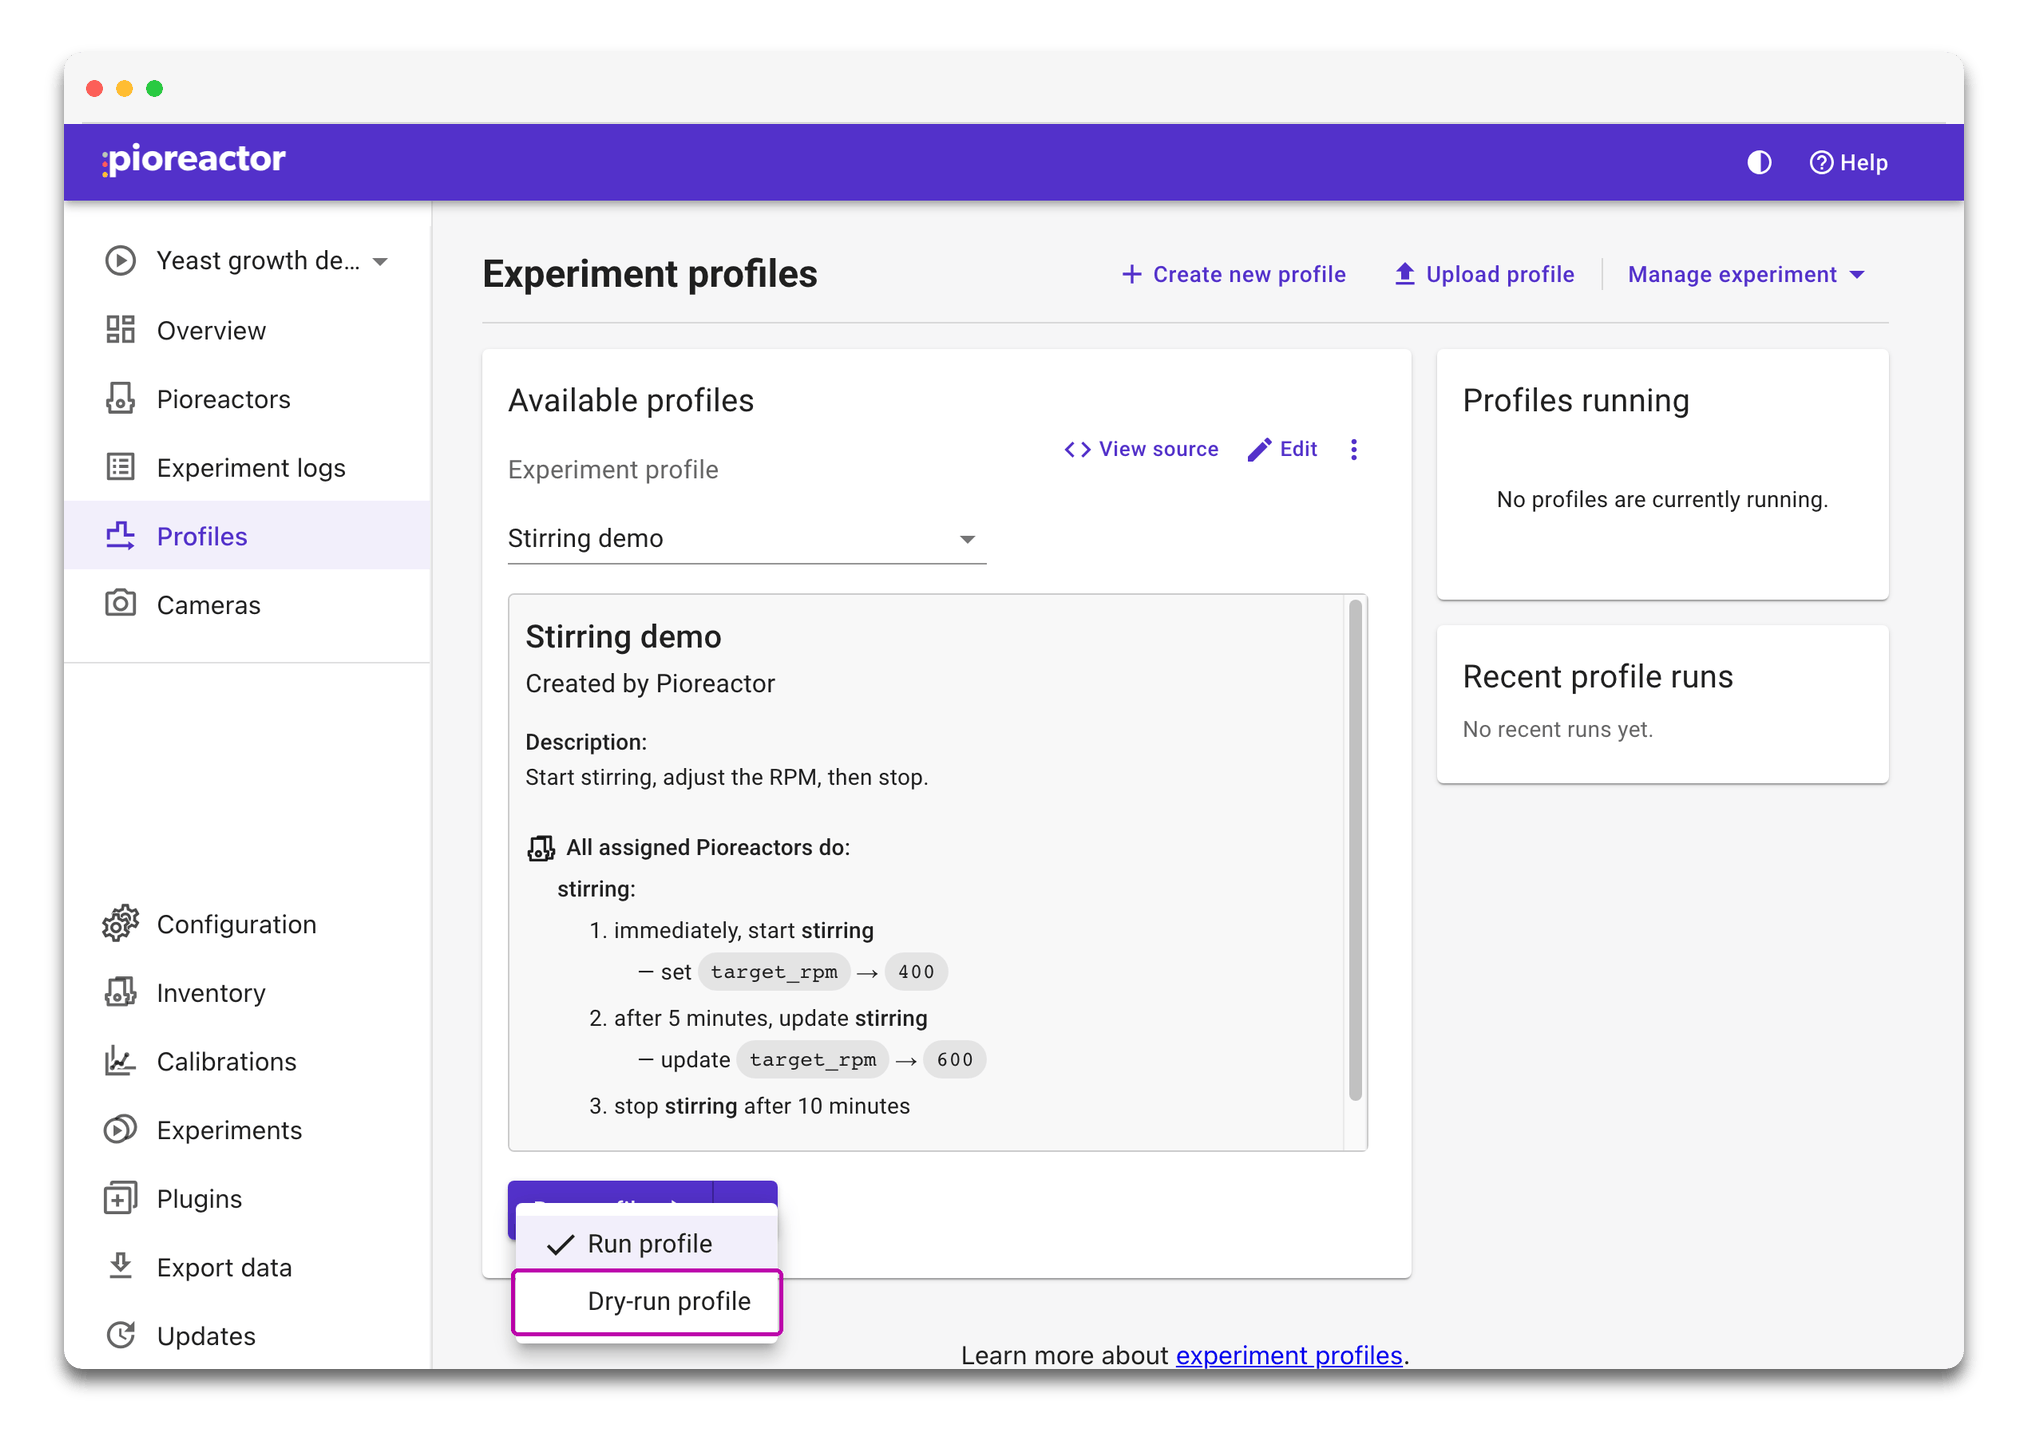 pioreactor
Help
Yeast growth de...
Overview
Pioreactors
Experiment logs
Profiles
Cameras
Configuration
Inventory
Calibrations
Experiments
Plugins
Export data
Updates
Experiment profiles
Create new profile
Upload profile
Manage experiment
Available profiles
View source
Edit
Experiment profile
Stirring demo
Stirring demo
Created by Pioreactor
Description:
Start stirring, adjust the RPM, then stop.
All assigned Pioreactors do:
stirring:
1. immediately, start stirring
— set target_rpm → 400
2. after 5 minutes, update stirring
— update target_rpm → 600
3. stop stirring after 10 minutes
Run profile
Dry-run profile
Profiles running
No profiles are currently running.
Recent profile runs
No recent runs yet.
Learn more about experiment profiles.